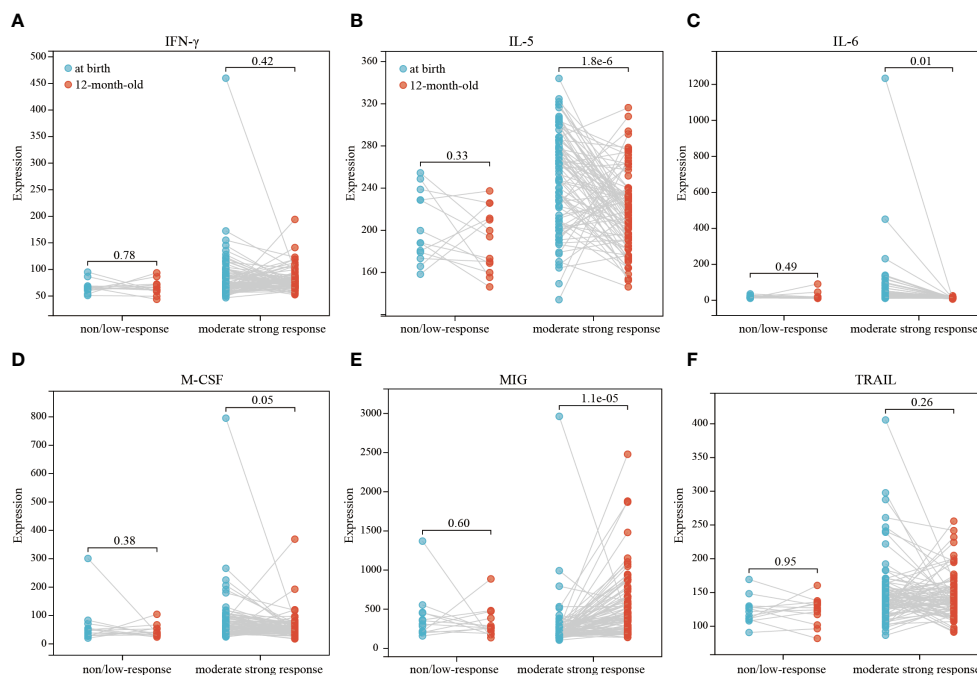 A
IFN-γ
500
450
400
350
300
250
200
150
100
50
Expression
at birth
12-month-old
0.42
0.78
non/low-response
moderate strong response
B
IL-5
360
320
280
240
200
160
Expression
at birth
12-month-old
1.8e-6
0.33
non/low-response
moderate strong response
C
IL-6
1200
1000
800
600
400
200
0
Expression
0.01
0.49
non/low-response
moderate strong response
D
M-CSF
800
700
600
500
400
300
200
100
0
Expression
0.05
0.38
non/low-response
moderate strong response
E
MIG
3000
2500
2000
1500
1000
500
0
Expression
1.1e-05
0.60
non/low-response
moderate strong response
F
TRAIL
400
350
300
250
200
150
100
Expression
0.26
0.95
non/low-response
moderate strong response